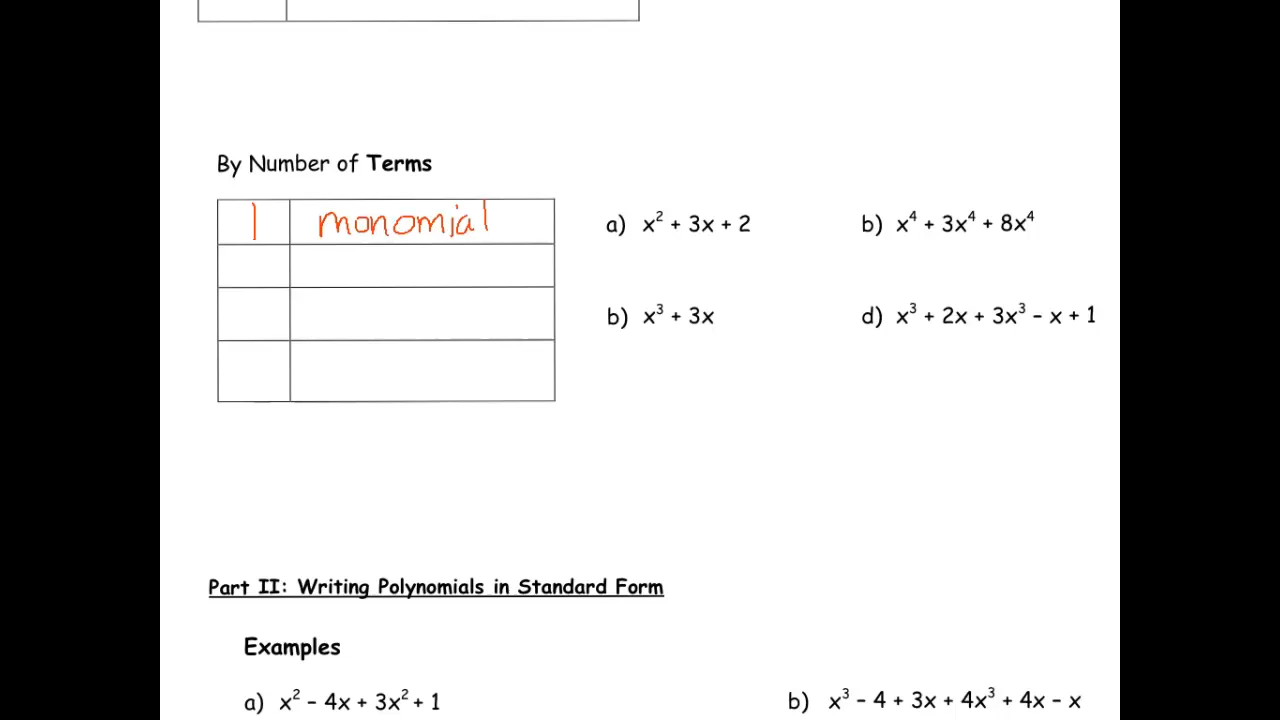 By Number of Terms
1 monomial
a) x² + 3x + 2
b) x⁴ + 3x⁴ + 8x⁴
b) x³ + 3x
d) x³ + 2x + 3x³ - x + 1
Part II: Writing Polynomials in Standard Form
Examples
a) x² - 4x + 3x² + 1
b) x³ - 4 + 3x + 4x³ + 4x - x